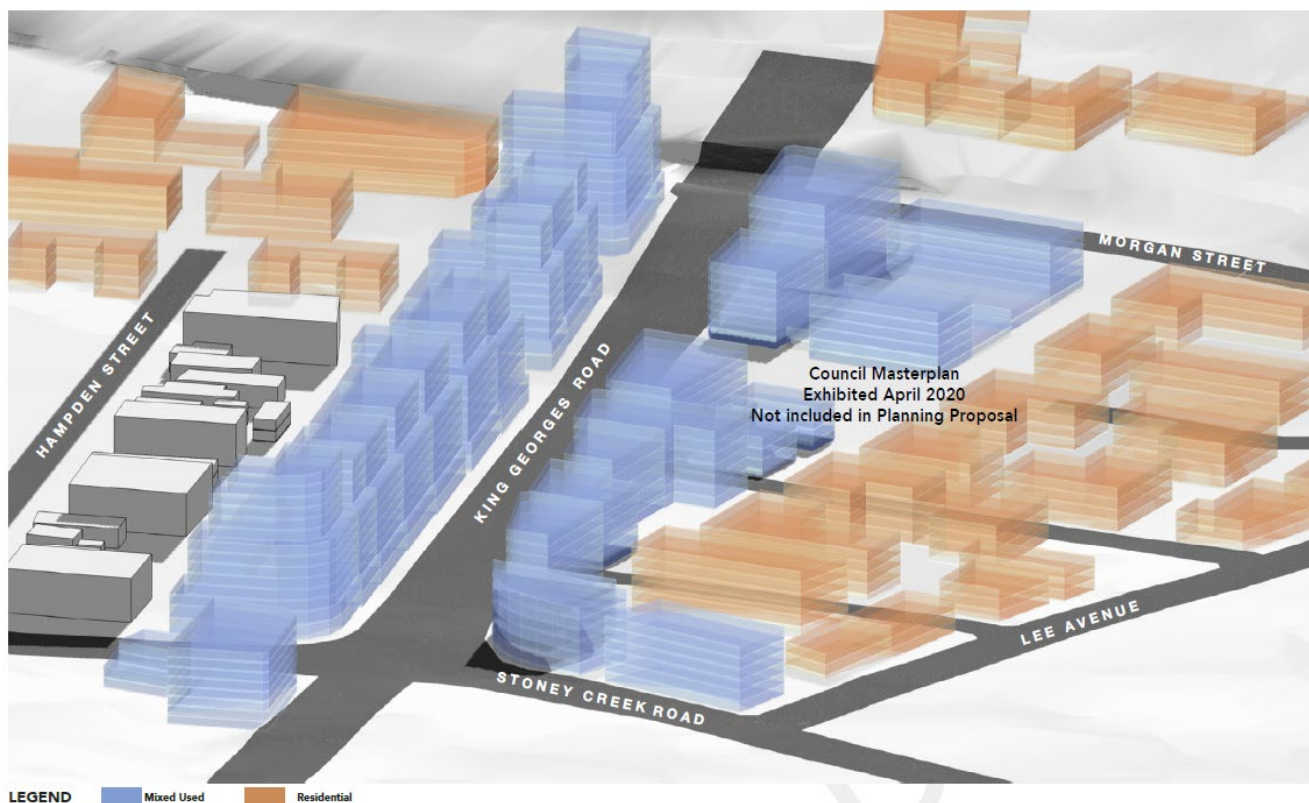 MORGAN STREET
HAMPDEN STREET
KING GEORGES ROAD
Council Masterplan
Exhibited April 2020
Not included in Planning Proposal
LEE AVENUE
STONEY CREEK ROAD
LEGEND
Mixed Used
Residential